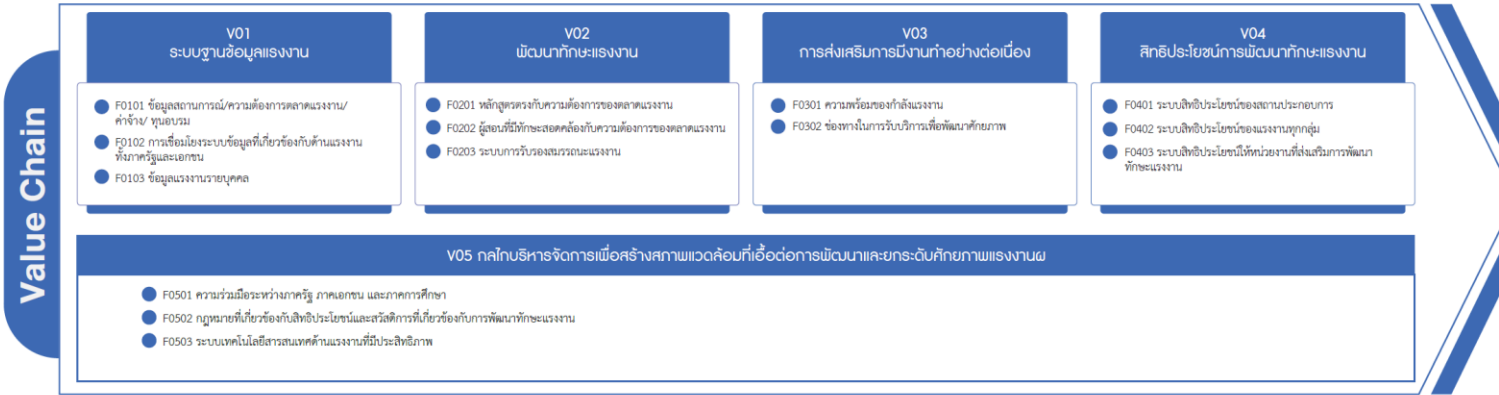 Value Chain
V01
ระบบฐานข้อมูลแรงงาน
F0101 ข้อมูลสถานการณ์/ความต้องการตลาดแรงงาน/
ค่าจ้าง/ ทุนอบรม
F0102 การเชื่อมโยงระบบข้อมูลที่เกี่ยวข้องกับด้านแรงงาน
ทั้งภาครัฐและเอกชน
F0103 ข้อมูลแรงงานรายบุคคล
V02
พัฒนาทักษะแรงงาน
F0201 หลักสูตรตรงกับความต้องการของตลาดแรงงาน
F0202 ผู้สอนที่มีทักษะสอดคล้องกับความต้องการของตลาดแรงงาน
F0203 ระบบการรับรองสมรรถนะแรงงาน
V03
การส่งเสริมการมีงานทำอย่างต่อเนื่อง
F0301 ความพร้อมของกำลังแรงงาน
F0302 ช่องทางในการรับบริการเพื่อพัฒนาศักยภาพ
V04
สิทธิประโยชน์การพัฒนาทักษะแรงงาน
F0401 ระบบสิทธิประโยชน์ของสถานประกอบการ
F0402 ระบบสิทธิประโยชน์ของแรงงานทุกกลุ่ม
F0403 ระบบสิทธิประโยชน์ให้หน่วยงานที่ส่งเสริมการพัฒนา
ทักษะแรงงาน
V05 กลไกบริหารจัดการเพื่อสร้างสภาพแวดล้อมที่เอื้อต่อการพัฒนาและยกระดับศักยภาพแรงงานผ
F0501 ความร่วมมือระหว่างภาครัฐ ภาคเอกชน และภาคการศึกษา
F0502 กฎหมายที่เกี่ยวข้องกับสิทธิประโยชน์และสวัสดิการที่เกี่ยวข้องกับการพัฒนาทักษะแรงงาน
F0503 ระบบเทคโนโลยีสารสนเทศด้านแรงงานที่มีประสิทธิภาพ